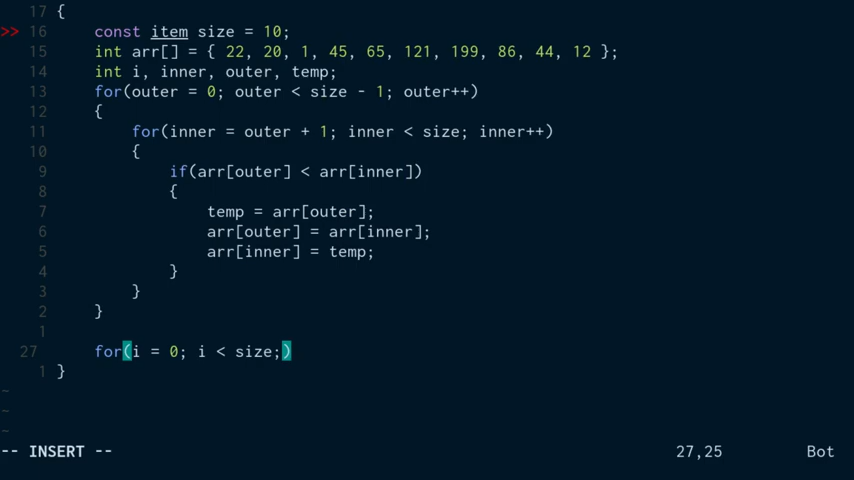 17 {
>> 16 const item size = 10;
15 int arr[] = { 22, 20, 1, 45, 65, 121, 199, 86, 44, 12 };
14 int i, inner, outer, temp;
13 for(outer = 0; outer < size - 1; outer++)
12 {
11 for(inner = outer + 1; inner < size; inner++)
10 {
9 if(arr[outer] < arr[inner])
8 {
7 temp = arr[outer];
6 arr[outer] = arr[inner];
5 arr[inner] = temp;
4 }
3 }
2 }
1
27 for(i = 0; i < size;)
1 }
~
~
~
-- INSERT -- 27,25 Bot